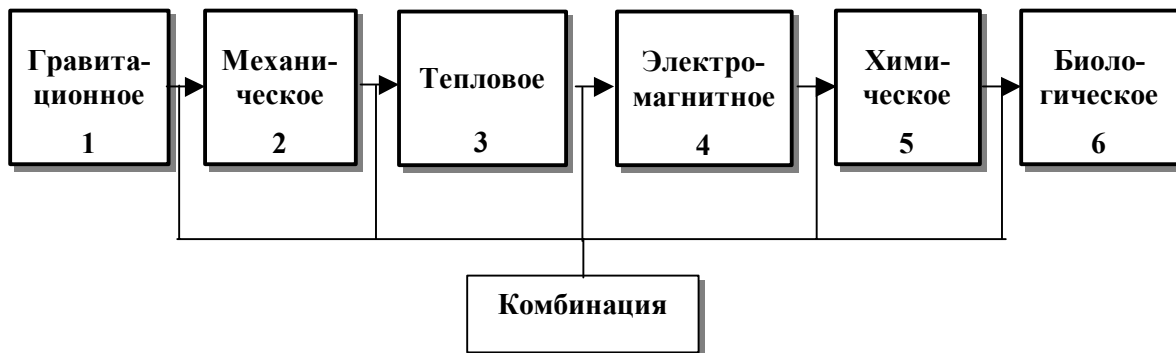 Гравита-
ционное
1
Механи-
ческое
2
Тепловое
3
Электро-
магнитное
4
Хими-
ческое
5
Биоло-
гическое
6
Комбинация